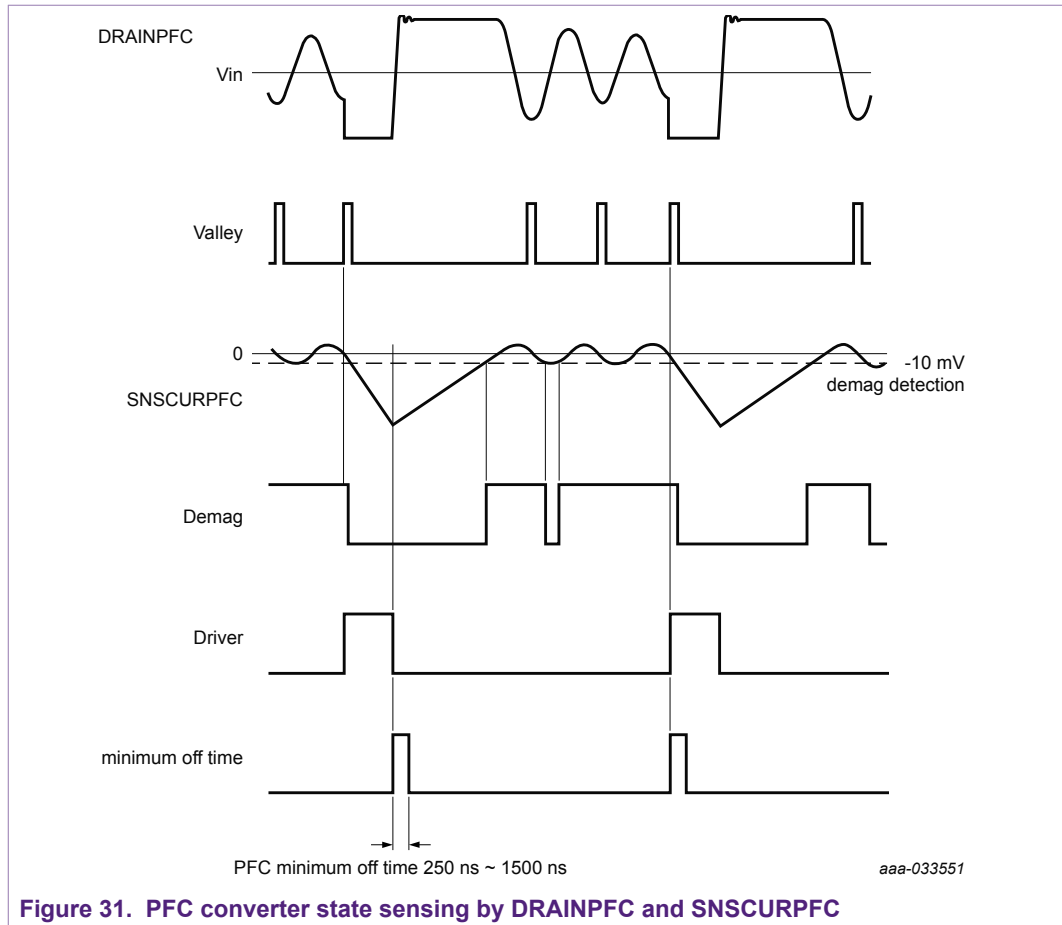 DRAINPFC
Vin
Valley
0
-10 mV
demag detection
SNSCURPFC
Demag
Driver
minimum off time
PFC minimum off time 250 ns ~ 1500 ns
aaa-033551
Figure 31. PFC converter state sensing by DRAINPFC and SNSCURPFC